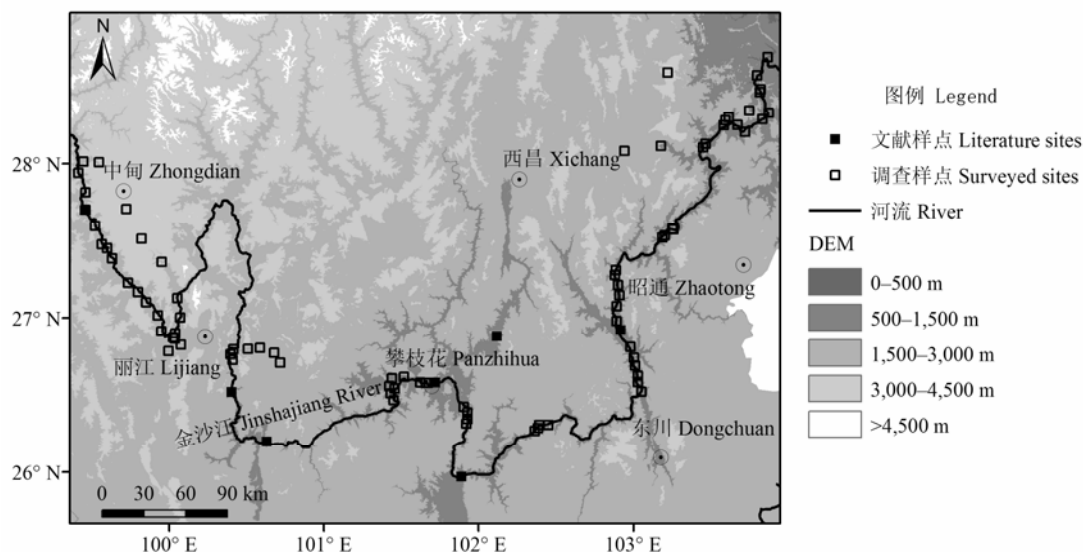 N
28° N
27° N
26° N
中甸 Zhongdian
西昌 Xichang
昭通 Zhaotong
丽江 Lijiang
攀枝花 Panzhihua
金沙江 Jinshajiang River
东川 Dongchuan
0 30 60 90 km
100° E 101° E 102° E 103° E
图例 Legend
文献样点 Literature sites
调查样点 Surveyed sites
河流 River
DEM
0–500 m
500–1,500 m
1,500–3,000 m
3,000–4,500 m
>4,500 m